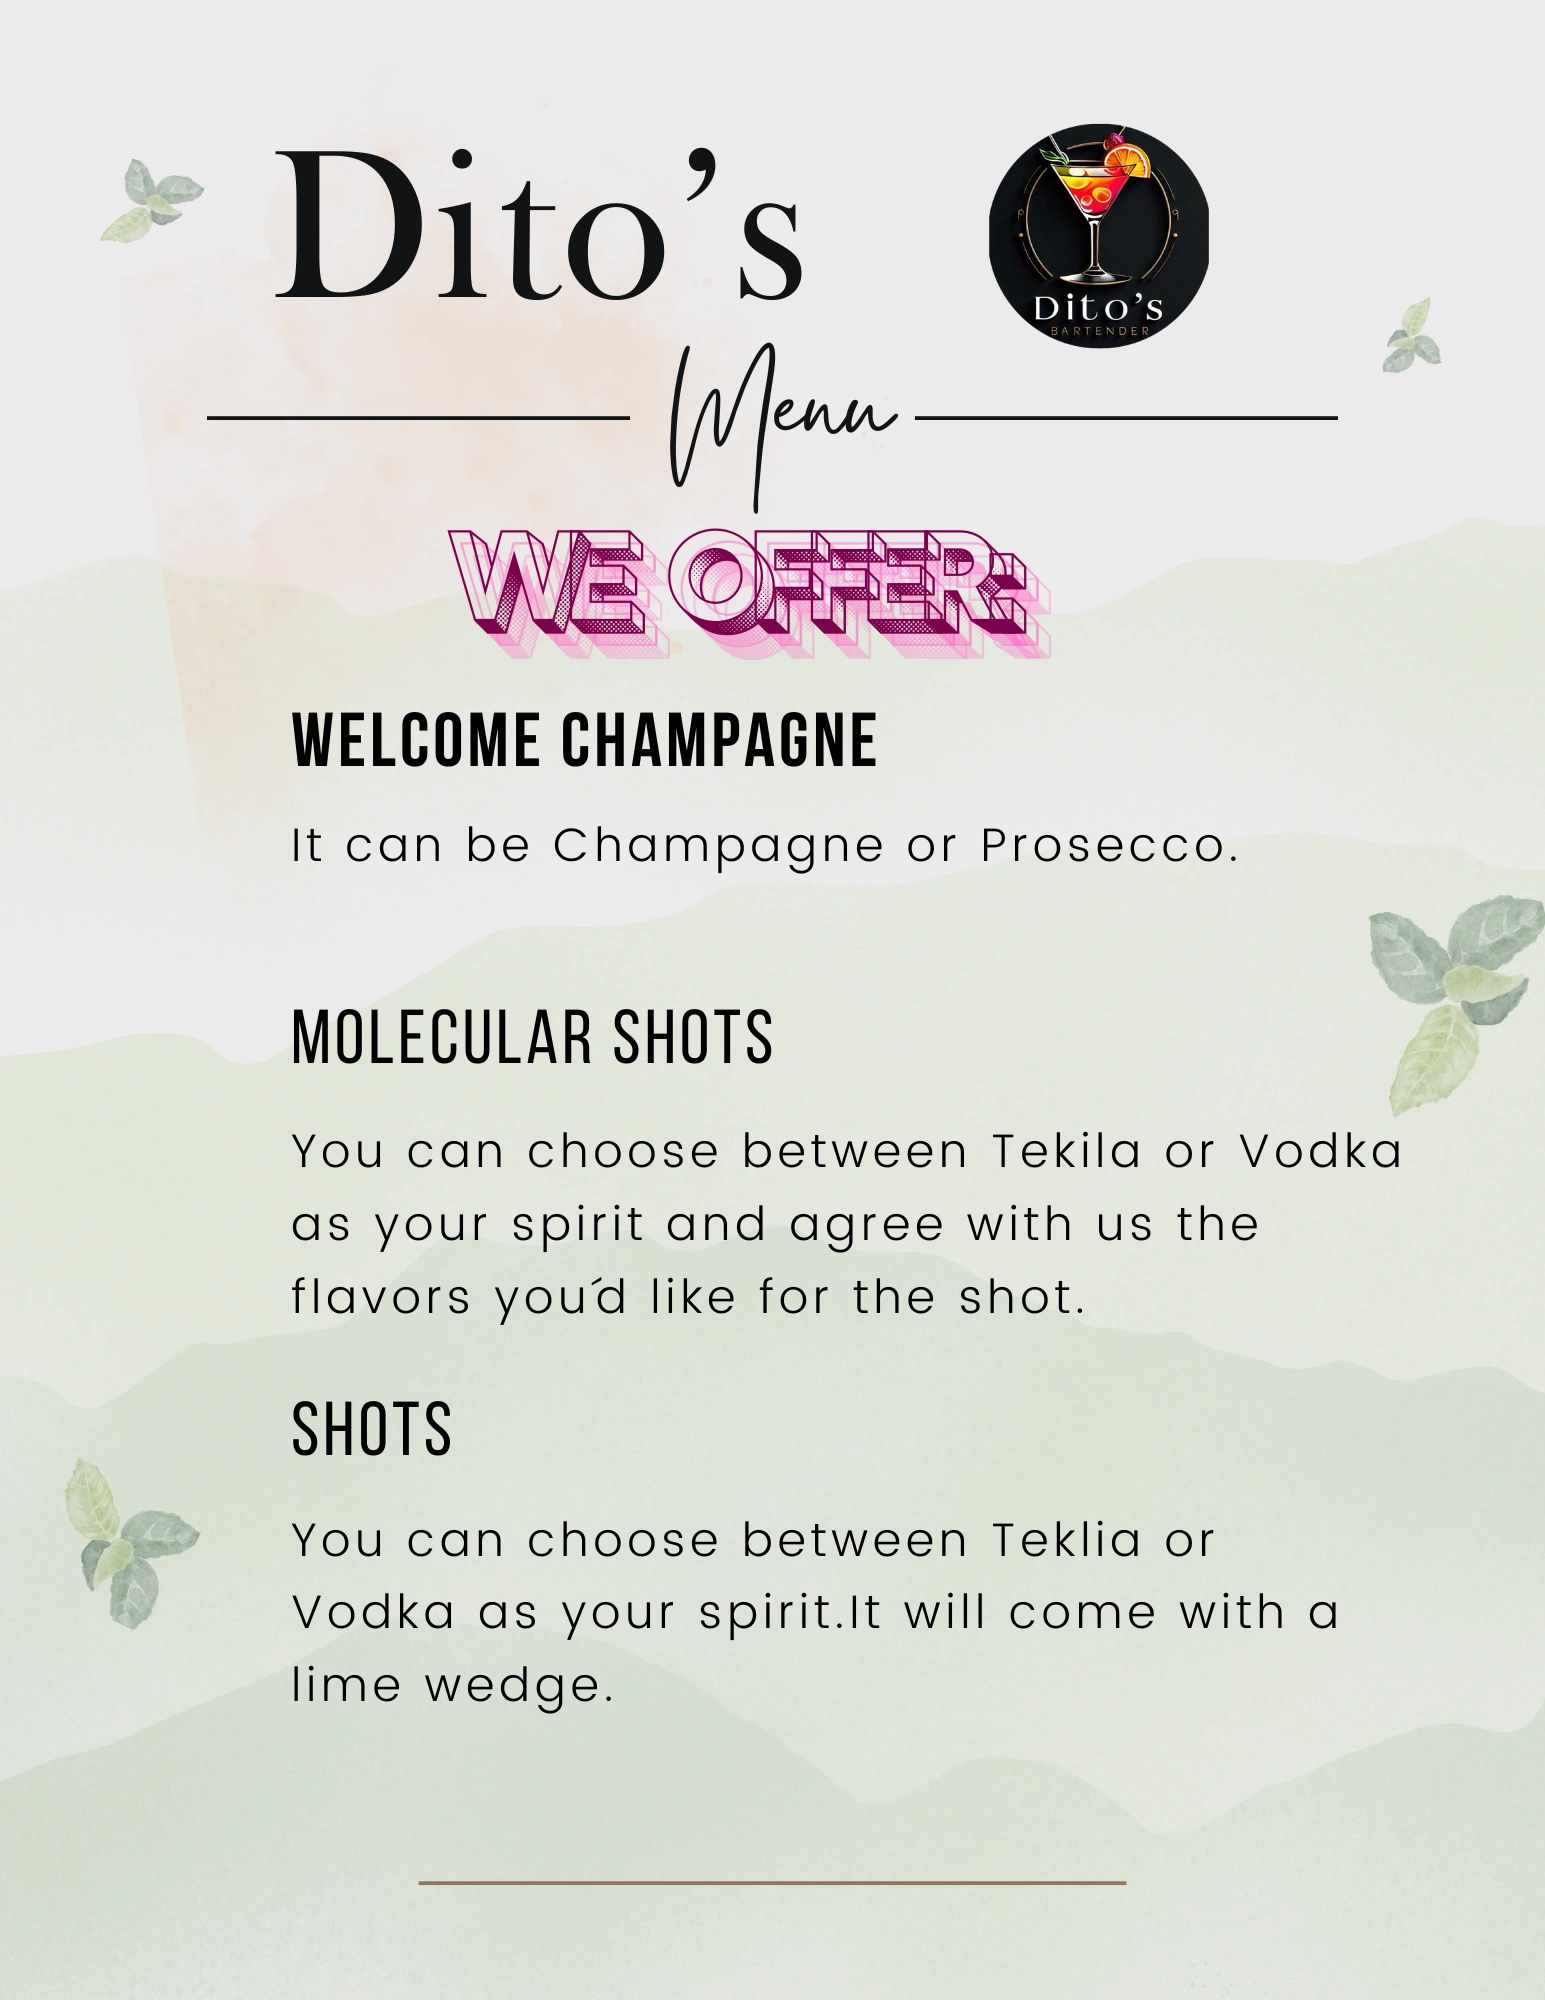 Dito’s
Dito’s
BARTENDER
Menu
WE OFFER:
WELCOME CHAMPAGNE
It can be Champagne or Prosecco.
MOLECULAR SHOTS
You can choose between Tekila or Vodka
as your spirit and agree with us the
flavors you´d like for the shot.
SHOTS
You can choose between Teklia or
Vodka as your spirit.It will come with a
lime wedge.